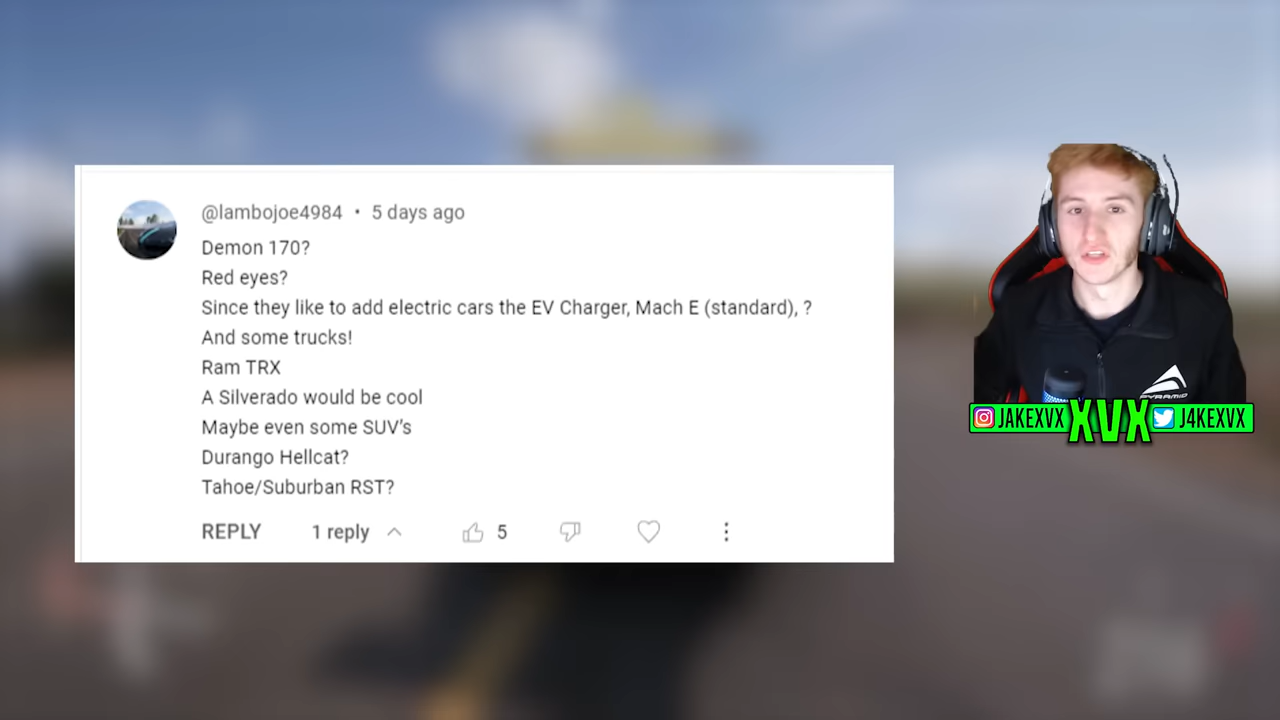 @lambojoe4984 • 5 days ago
Demon 170?
Red eyes?
Since they like to add electric cars the EV Charger, Mach E (standard), ?
And some trucks!
Ram TRX
A Silverado would be cool
Maybe even some SUV's
Durango Hellcat?
Tahoe/Suburban RST?
REPLY 1 reply 5
PYRAMID
JAKEXVX XVX J4KEXVX